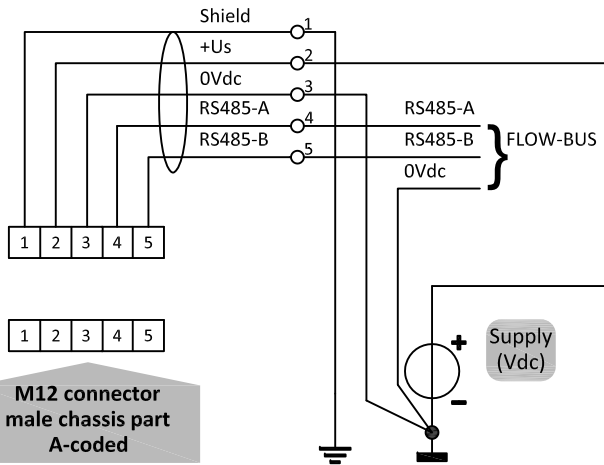 Shield
1
+Us
2
0Vdc
3
RS485-A
4
RS485-A
RS485-B
5
RS485-B
} FLOW-BUS
0Vdc
1 2 3 4 5
1 2 3 4 5
+
Supply
(Vdc)
−
M12 connector
male chassis part
A-coded